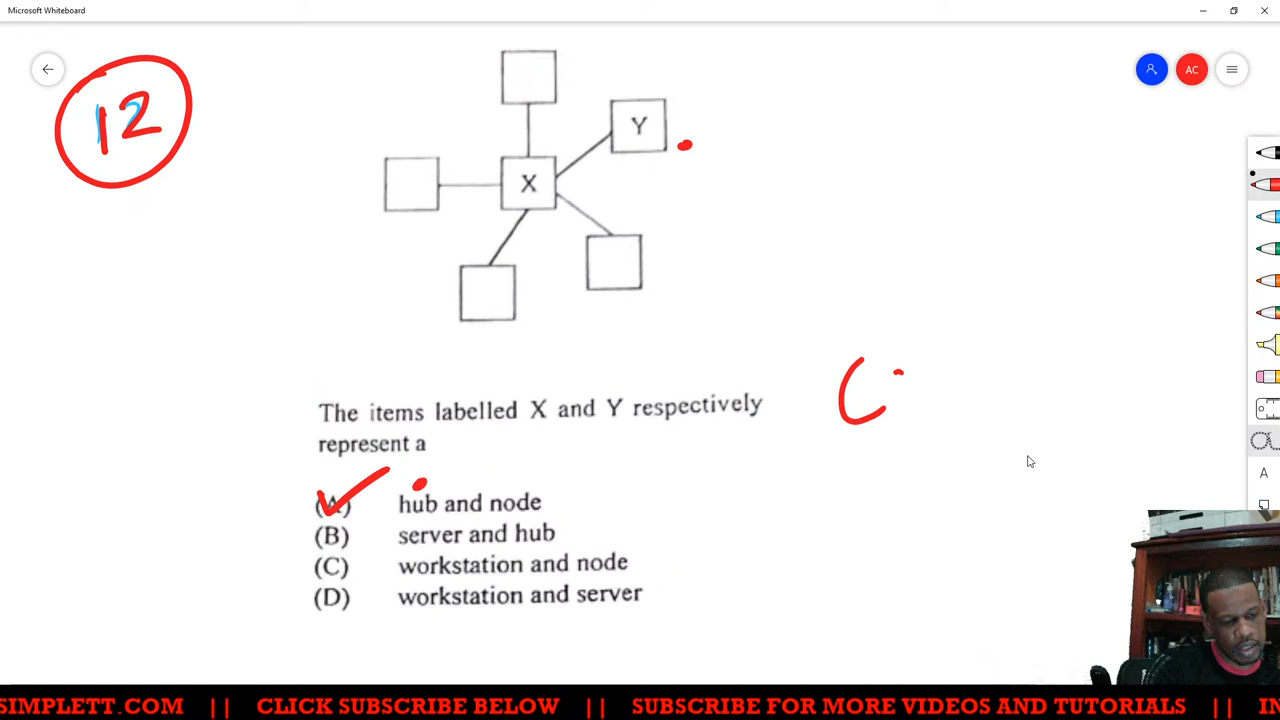 Microsoft Whiteboard
AC
12
Y
X
The items labelled X and Y respectively
represent a
(A) hub and node
(B) server and hub
(C) workstation and node
(D) workstation and server
A
SIMPLETT.COM || CLICK SUBSCRIBE BELOW || SUBSCRIBE FOR MORE VIDEOS AND TUTORIALS || IN